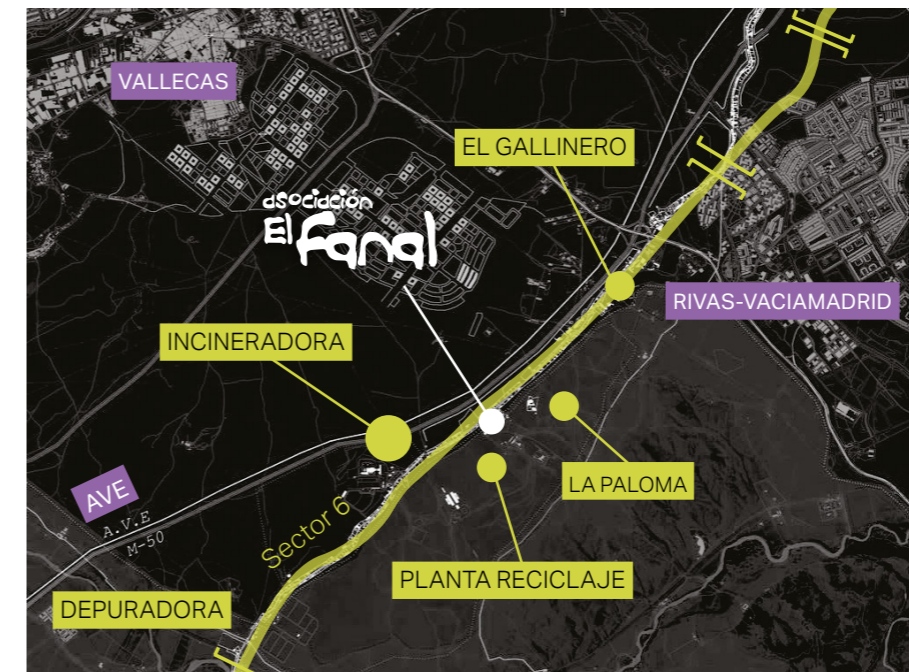 VALLECAS
EL GALLINERO
asociación
El Fanal
RIVAS-VACIAMADRID
INCINERADORA
LA PALOMA
AVE
A.V.E
M-50
Sector 6
PLANTA RECICLAJE
DEPURADORA